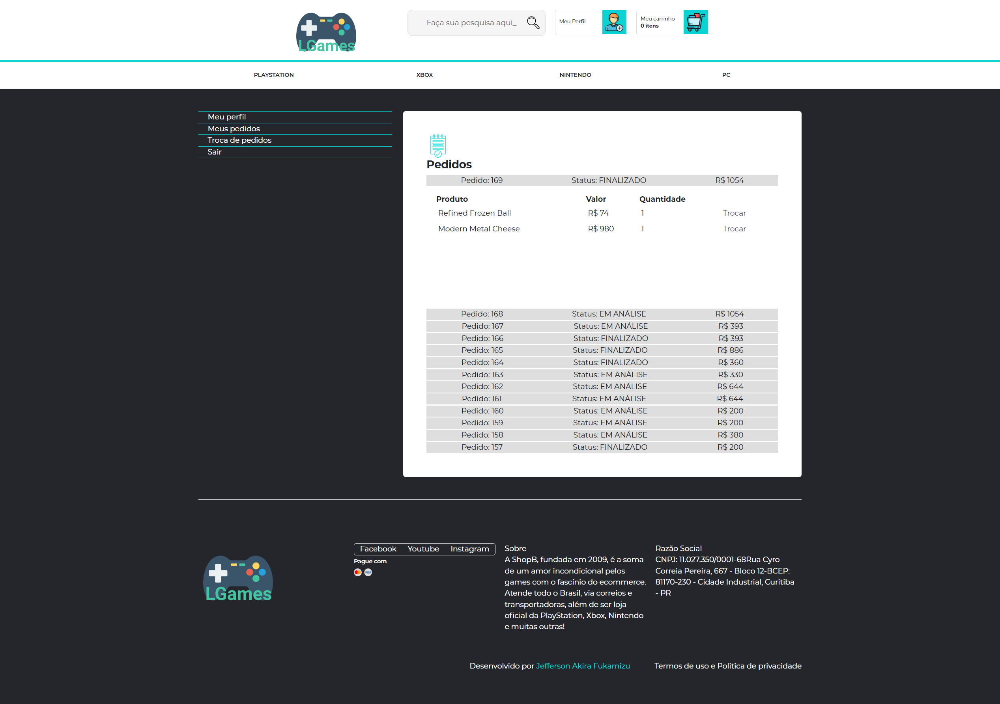 LGames
Faça sua pesquisa aqui_
Meu Perfil
Meu carrinho
0 itens
PLAYSTATION XBOX NINTENDO PC
Meu perfil
Meus pedidos
Troca de pedidos
Sair
Pedidos
Pedido: 169 Status: FINALIZADO R$ 1054
Produto Valor Quantidade
Refined Frozen Ball R$ 74 1 Trocar
Modern Metal Cheese R$ 980 1 Trocar
Pedido: 168 Status: EM ANÁLISE R$ 1054
Pedido: 167 Status: EM ANÁLISE R$ 393
Pedido: 166 Status: FINALIZADO R$ 393
Pedido: 165 Status: FINALIZADO R$ 886
Pedido: 164 Status: FINALIZADO R$ 360
Pedido: 163 Status: EM ANÁLISE R$ 330
Pedido: 162 Status: EM ANÁLISE R$ 644
Pedido: 161 Status: EM ANÁLISE R$ 644
Pedido: 160 Status: EM ANÁLISE R$ 200
Pedido: 159 Status: EM ANÁLISE R$ 200
Pedido: 158 Status: EM ANÁLISE R$ 380
Pedido: 157 Status: FINALIZADO R$ 200
LGames
Facebook Youtube Instagram
Pague com
VISA
Sobre
A ShopB, fundada em 2009, é a soma
de um amor incondicional pelos
games com o fascínio do ecommerce.
Atende todo o Brasil, via correios e
transportadoras, além de ser loja
oficial da PlayStation, Xbox, Nintendo
e muitas outras!
Razão Social
CNPJ: 11.027.350/0001-68Rua Cyro
Correia Pereira, 667 - Bloco 12-BCEP:
81170-230 - Cidade Industrial, Curitiba
- PR
Desenvolvido por Jefferson Akira Fukamizu
Termos de uso e Politica de privacidade